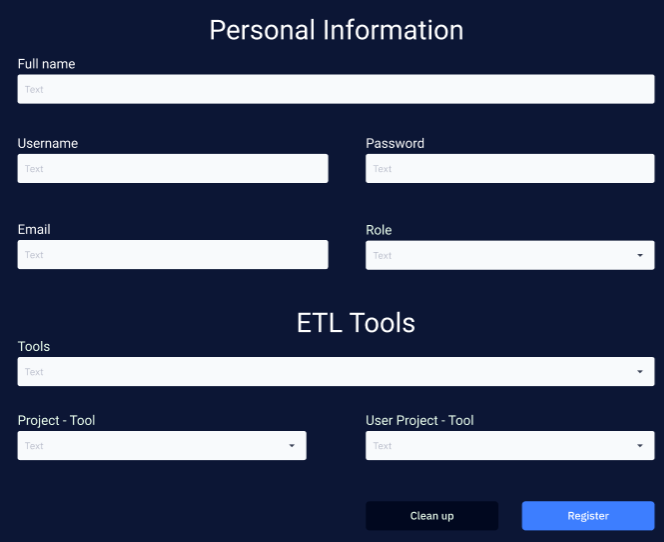 Personal Information
Full name
Text
Username Password
Text Text
Email Role
Text Text
ETL Tools
Tools
Text
Project - Tool User Project - Tool
Text Text
Clean up Register